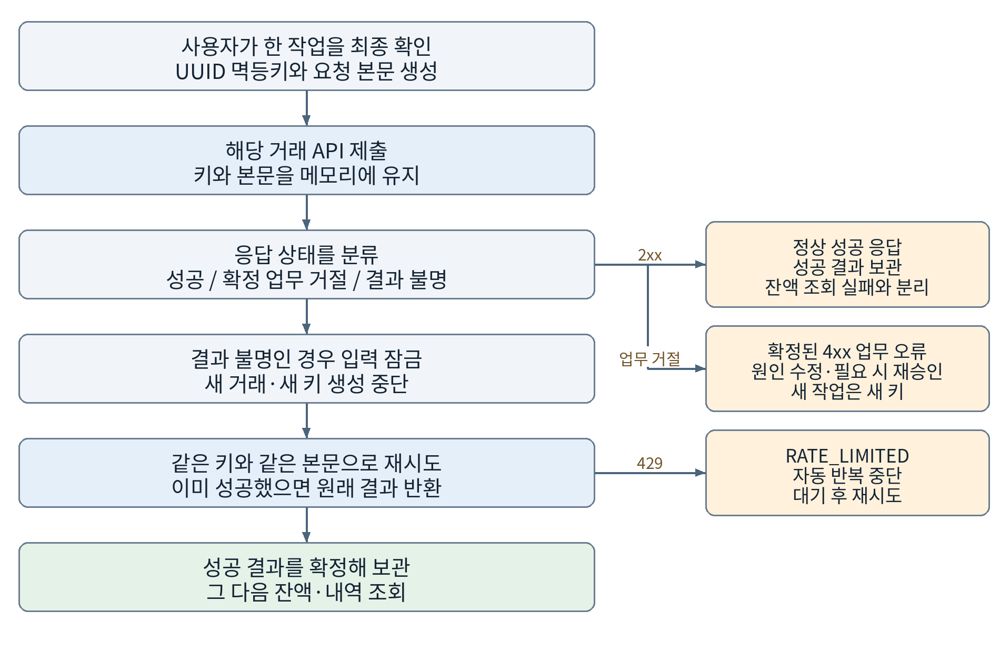 사용자가 한 작업을 최종 확인
UUID 멱등키와 요청 본문 생성
해당 거래 API 제출
키와 본문을 메모리에 유지
응답 상태를 분류
성공 / 확정 업무 거절 / 결과 불명
2xx
정상 성공 응답
성공 결과 보관
잔액 조회 실패와 분리
결과 불명인 경우 입력 잠금
새 거래·새 키 생성 중단
업무 거절
확정된 4xx 업무 오류
원인 수정·필요 시 재승인
새 작업은 새 키
같은 키와 같은 본문으로 재시도
이미 성공했으면 원래 결과 반환
429
RATE_LIMITED
자동 반복 중단
대기 후 재시도
성공 결과를 확정해 보관
그 다음 잔액·내역 조회